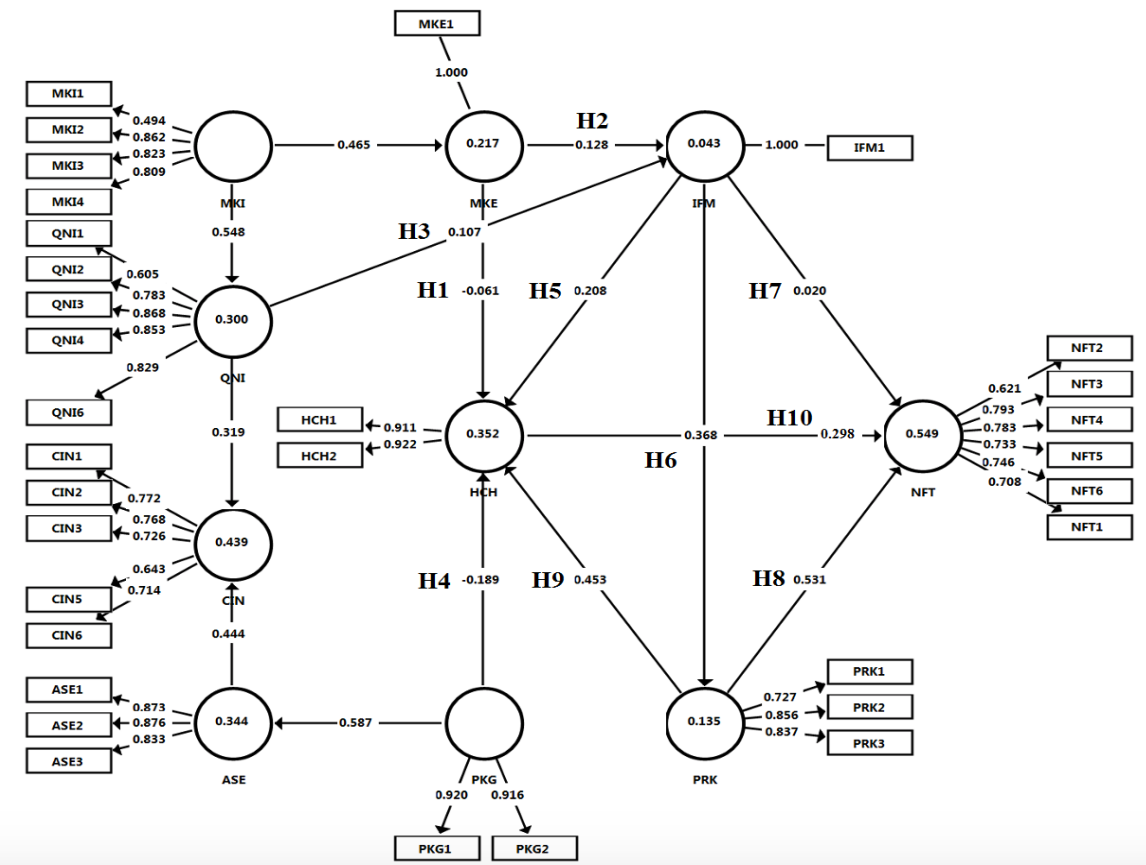 MKE1
1.000
MKI1
MKI2
MKI3
MKI4
0.494
0.862
0.823
0.809
MKI
0.465
0.217
MKE
H2
0.128
0.043
IFM
1.000
IFM1
0.548
QNI1
QNI2
QNI3
QNI4
QNI6
0.605
0.783
0.868
0.853
0.829
0.300
QNI
H3
0.107
H1
-0.061
H5
0.208
H7
0.020
0.319
HCH1
HCH2
0.911
0.922
0.352
HCH
H6
0.368
H10
0.298
0.549
NFT
0.621
0.793
0.783
0.733
0.746
0.708
NFT2
NFT3
NFT4
NFT5
NFT6
NFT1
CIN1
CIN2
CIN3
CIN5
CIN6
0.772
0.768
0.726
0.643
0.714
0.439
CIN
0.444
H4
-0.189
H9
0.453
H8
0.531
ASE1
ASE2
ASE3
0.873
0.876
0.833
0.344
ASE
0.587
PKG
0.920
0.916
PKG1
PKG2
0.135
PRK
0.727
0.856
0.837
PRK1
PRK2
PRK3